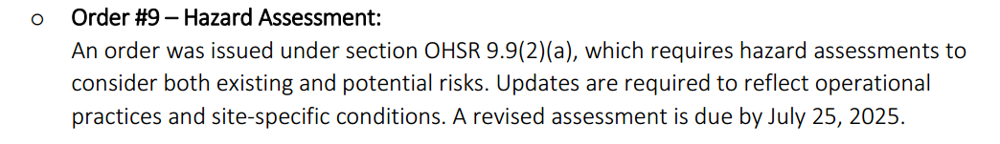 o Order #9 – Hazard Assessment:
An order was issued under section OHSR 9.9(2)(a), which requires hazard assessments to
consider both existing and potential risks. Updates are required to reflect operational
practices and site-specific conditions. A revised assessment is due by July 25, 2025.